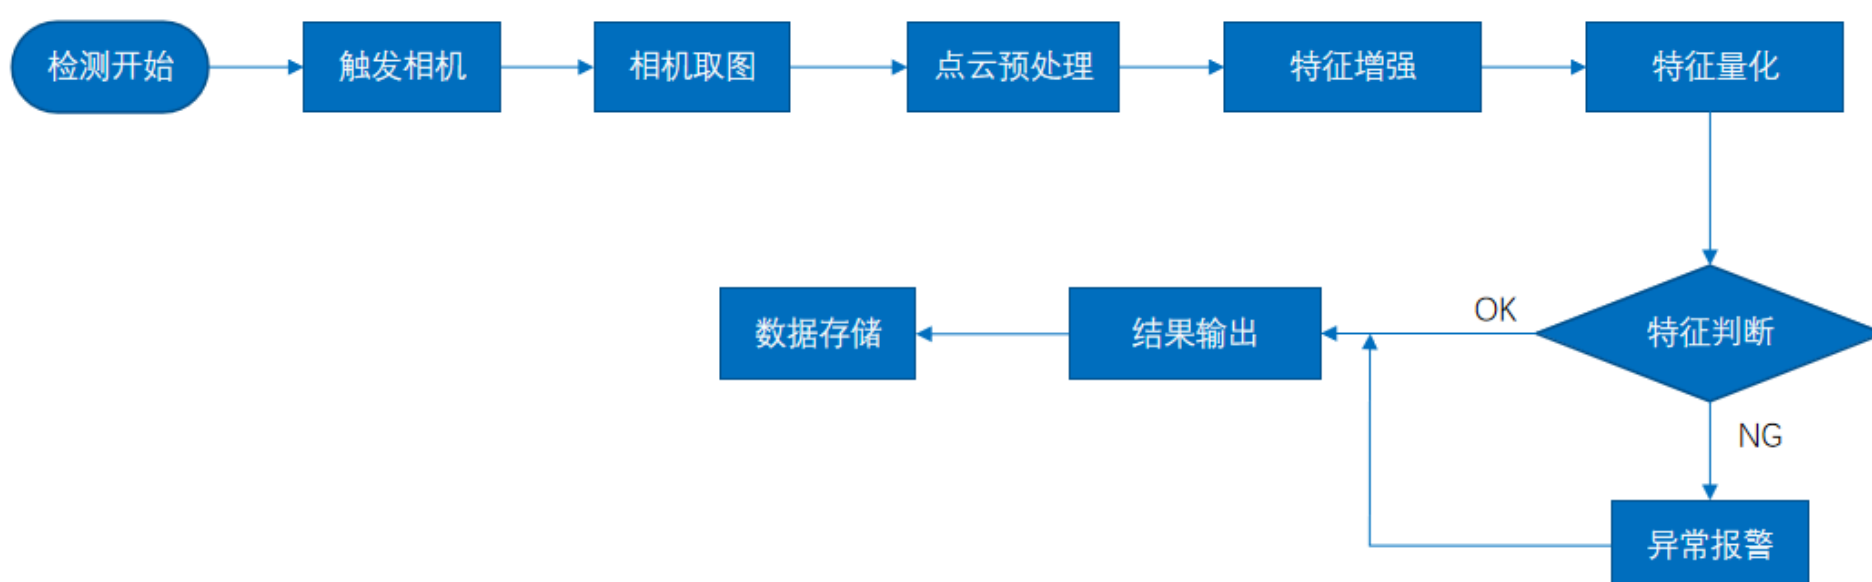 检测开始
触发相机
相机取图
点云预处理
特征增强
特征量化
特征判断
OK
结果输出
数据存储
NG
异常报警